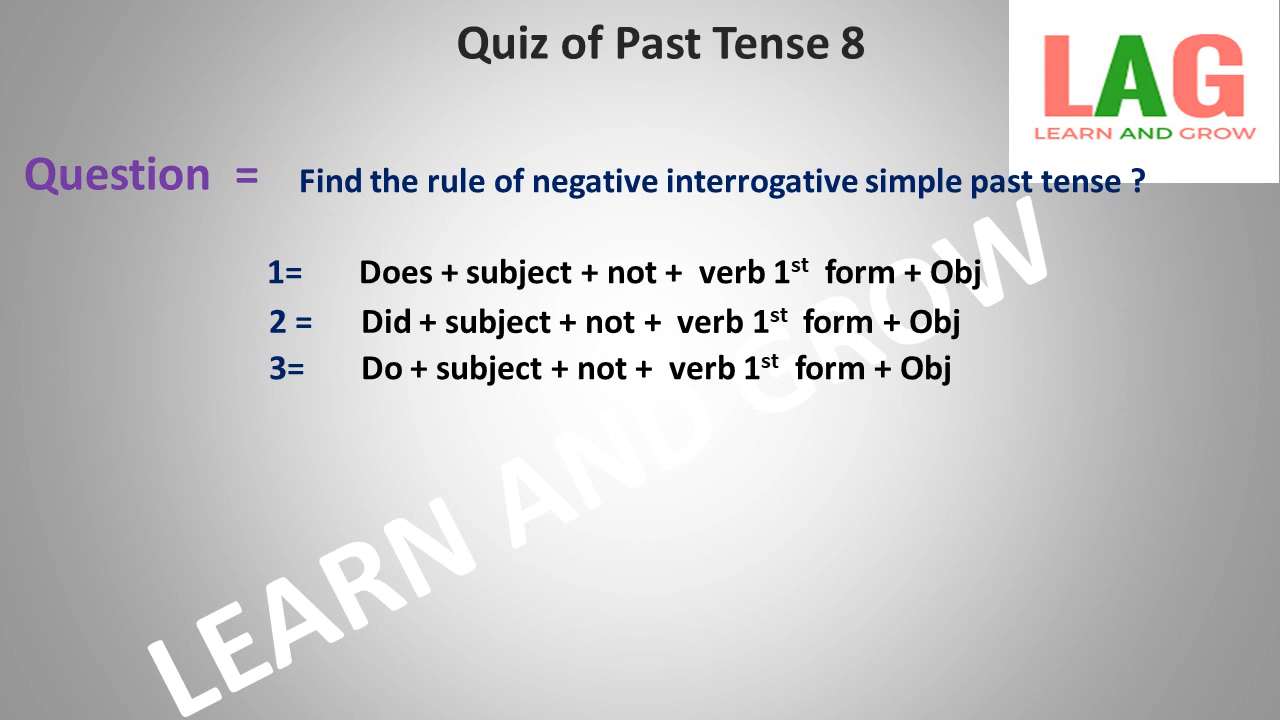 Quiz of Past Tense 8
LAG
LEARN AND GROW
Question = Find the rule of negative interrogative simple past tense ?
1= Does + subject + not + verb 1st form + Obj
2 = Did + subject + not + verb 1st form + Obj
3= Do + subject + not + verb 1st form + Obj
LEARN AND GROW